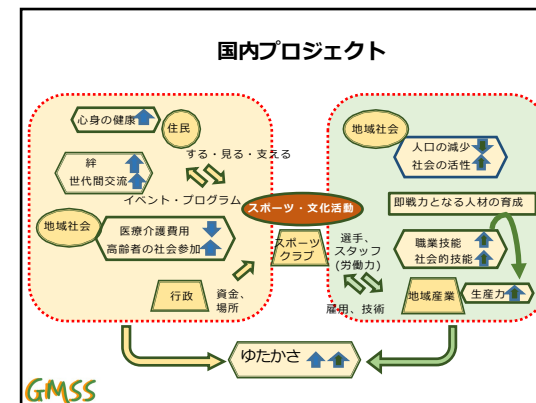 国内プロジェクト
心身の健康
住民
絆
世代間交流
する・見る・支える
イベント・プログラム
地域社会
医療介護費用
高齢者の社会参加
行政
資金、
場所
スポーツ・文化活動
スポーツ
クラブ
選手、
スタッフ
(労働力)
雇用、技術
地域社会
人口の減少
社会の活性
即戦力となる人材の育成
職業技能
社会的技能
地域産業
生産力
ゆたかさ
GMSS